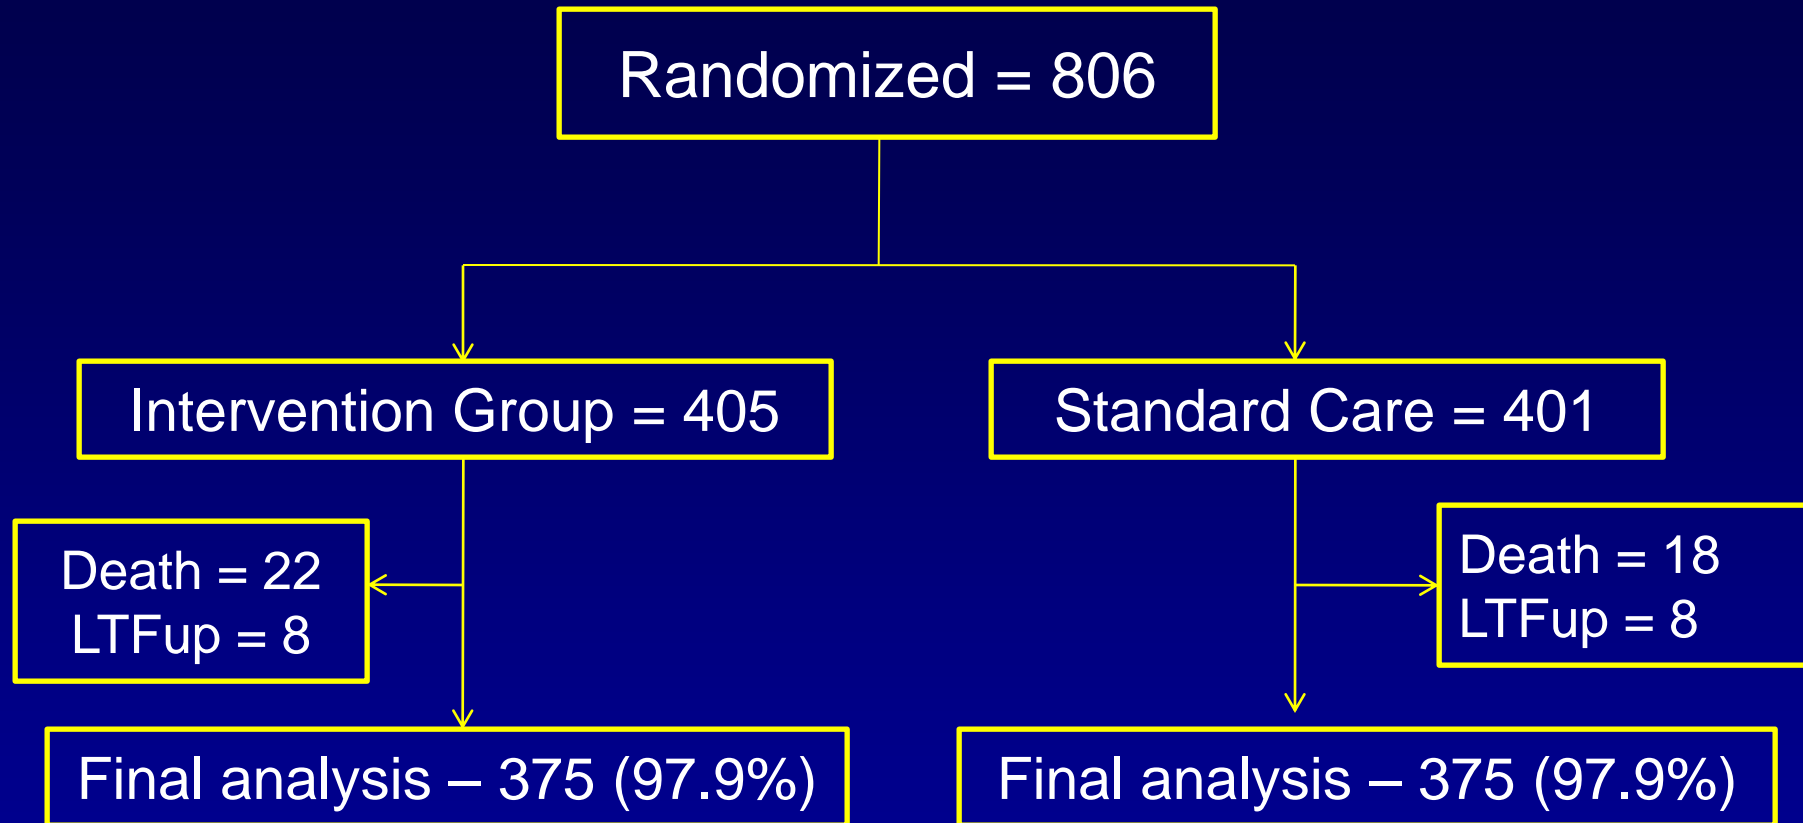 Randomized = 806
Intervention Group = 405
Standard Care = 401
Death = 22
LTFup = 8
Death = 18
LTFup = 8
Final analysis – 375 (97.9%)
Final analysis – 375 (97.9%)